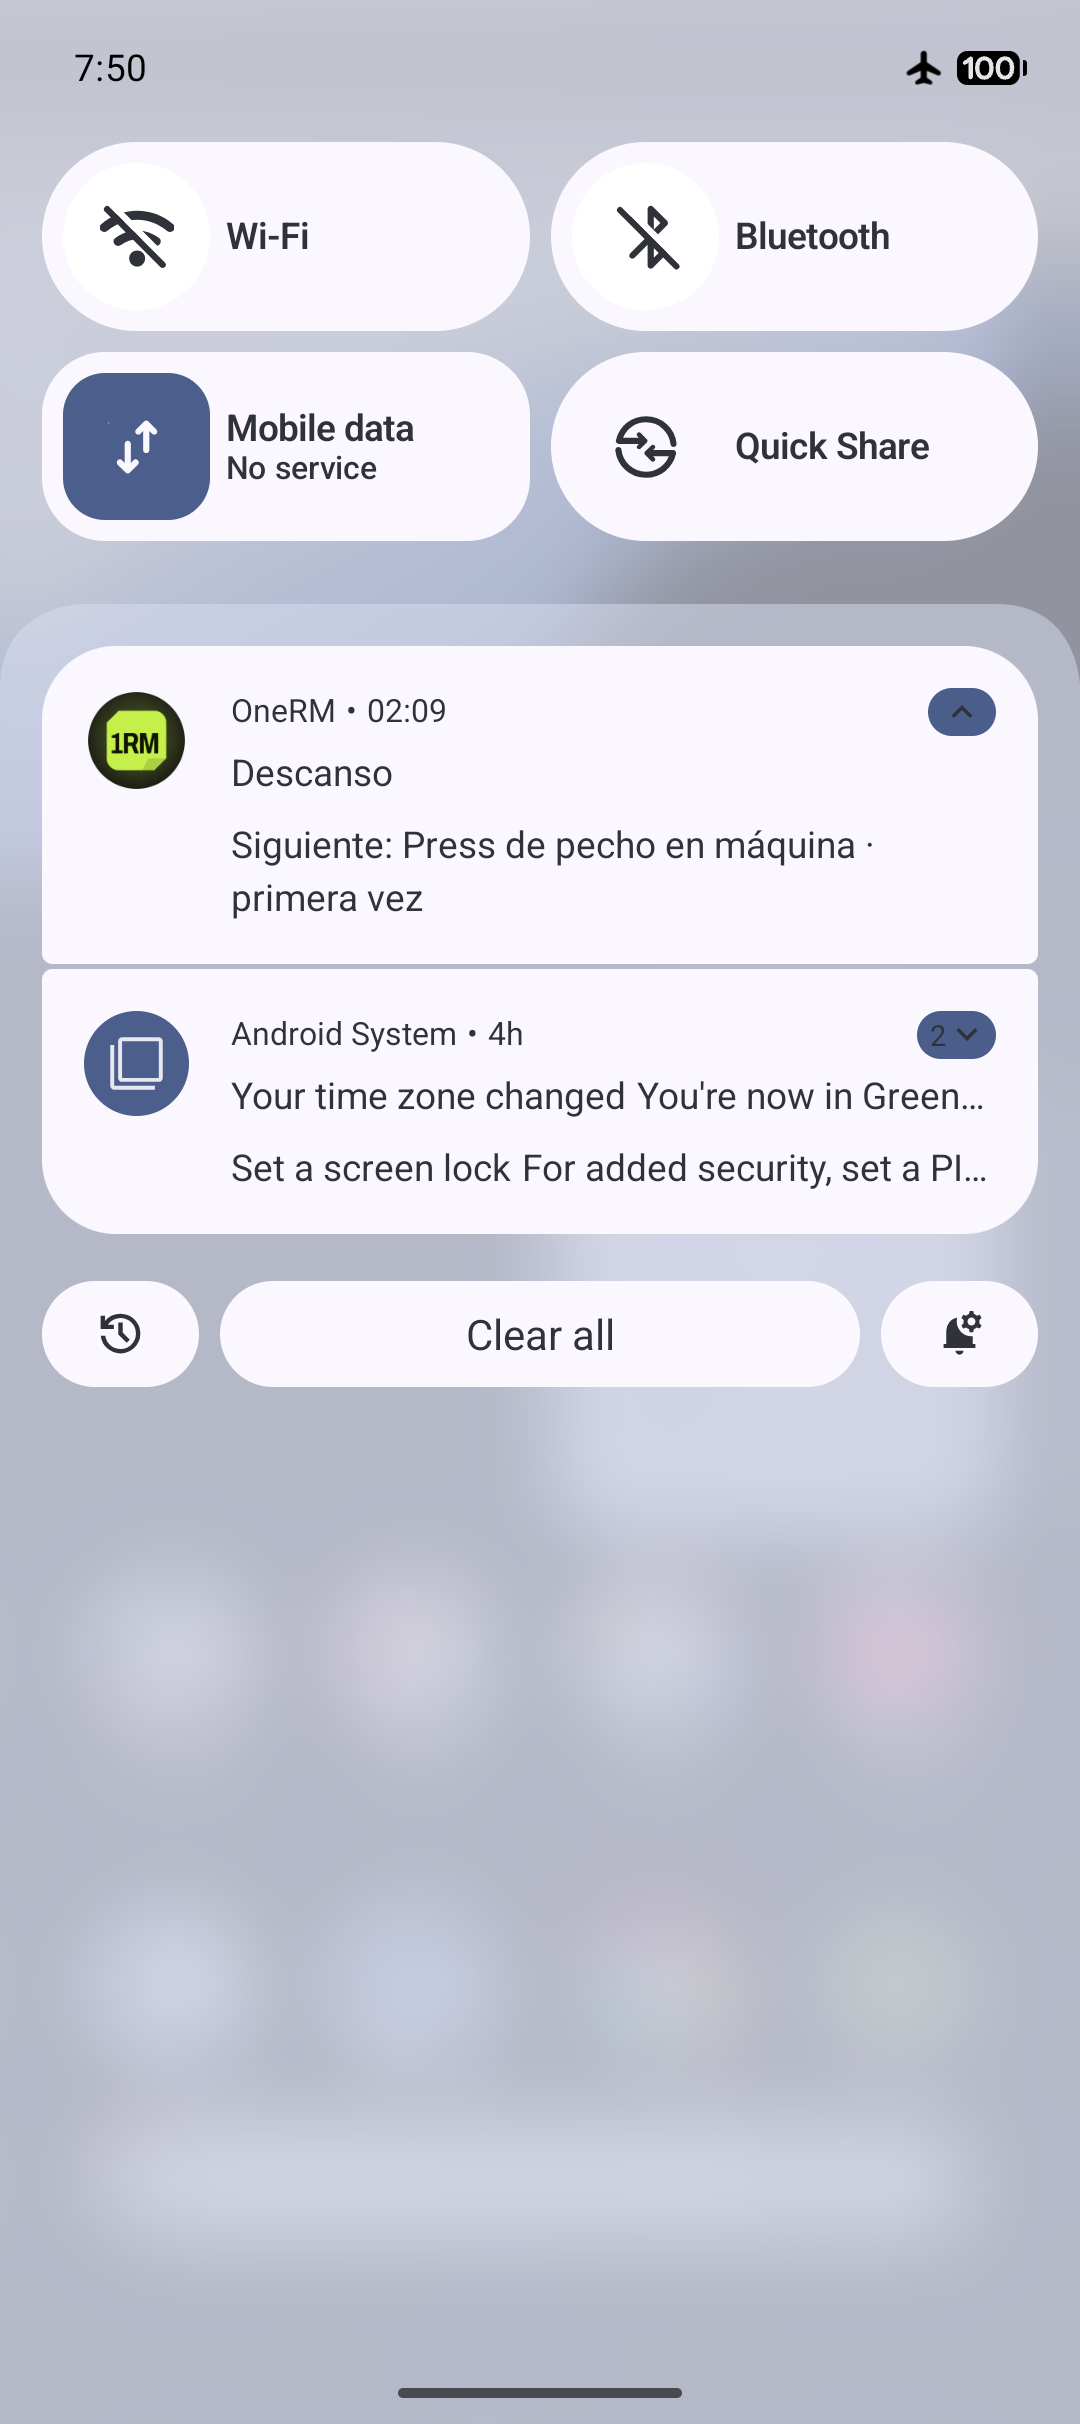 7:50
100
Wi-Fi
Bluetooth
Mobile data
No service
Quick Share
1RM
OneRM • 02:09
Descanso
Siguiente: Press de pecho en máquina ·
primera vez
Android System • 4h
2
Your time zone changed You're now in Green…
Set a screen lock For added security, set a PI…
Clear all